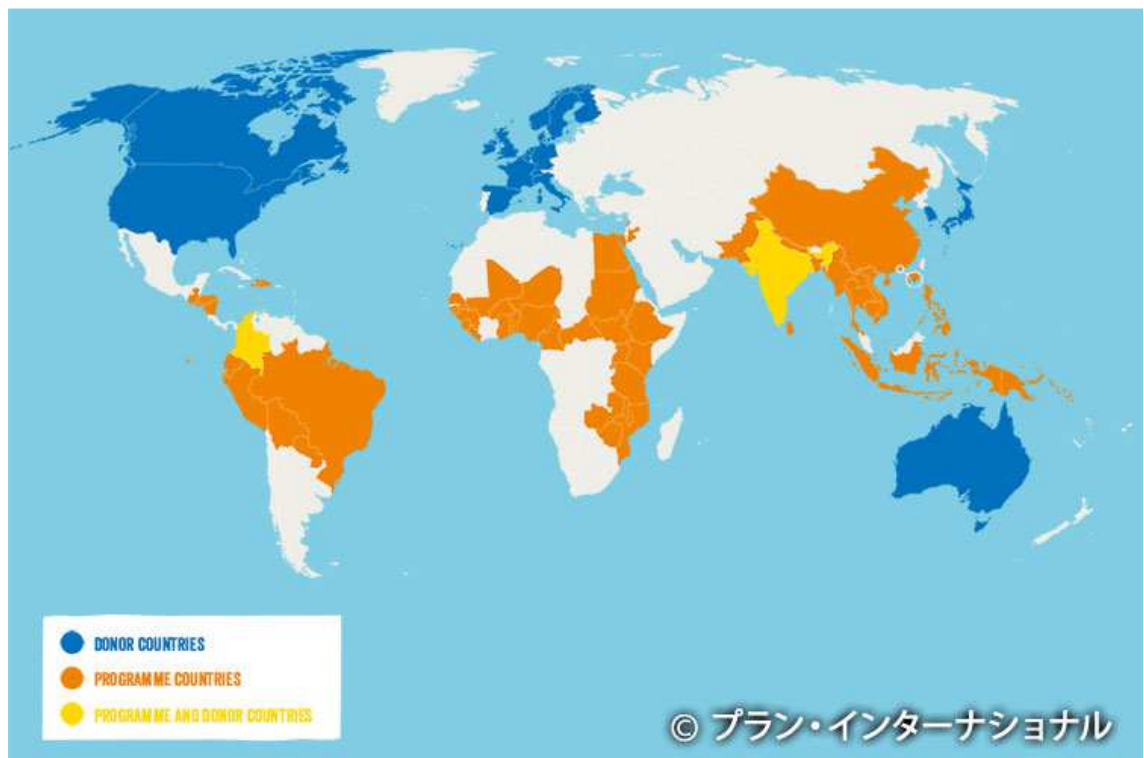 DONOR COUNTRIES
PROGRAMME COUNTRIES
PROGRAMME AND DONOR COUNTRIES
© プラン・インターナショナル